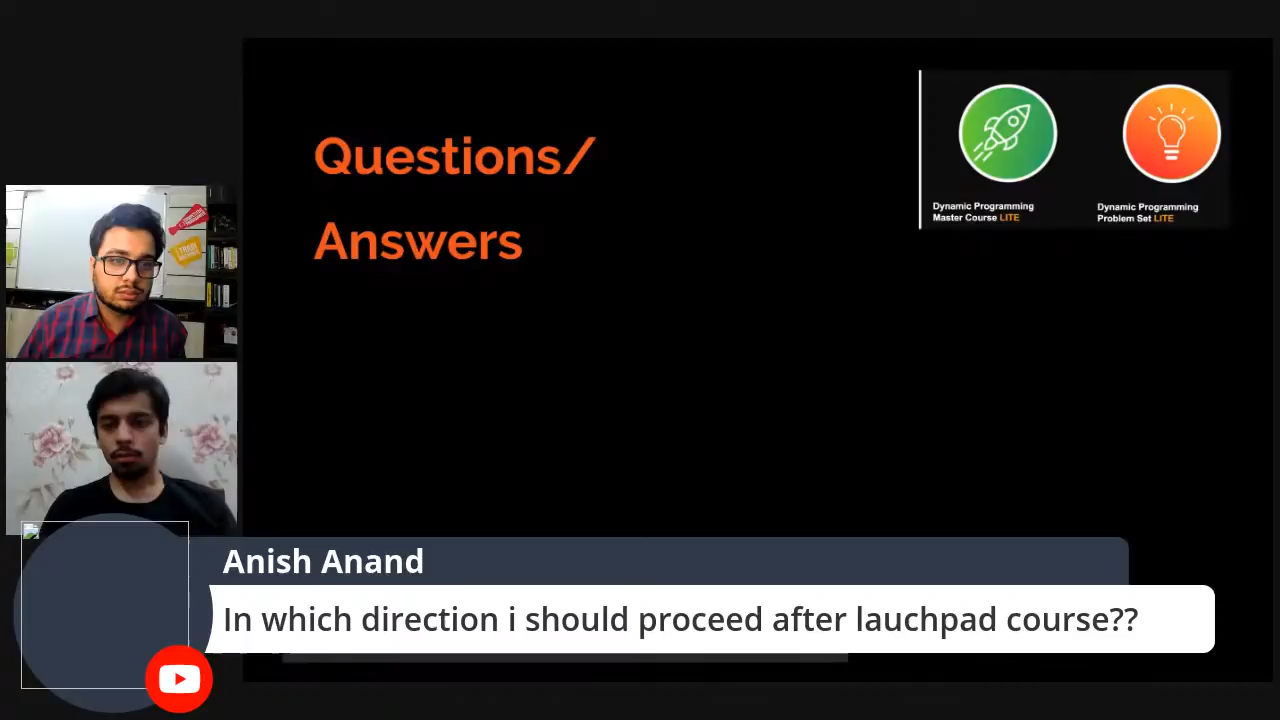 Questions/
Answers
Dynamic Programming
Master Course LITE
Dynamic Programming
Problem Set LITE
Anish Anand
In which direction i should proceed after lauchpad course??